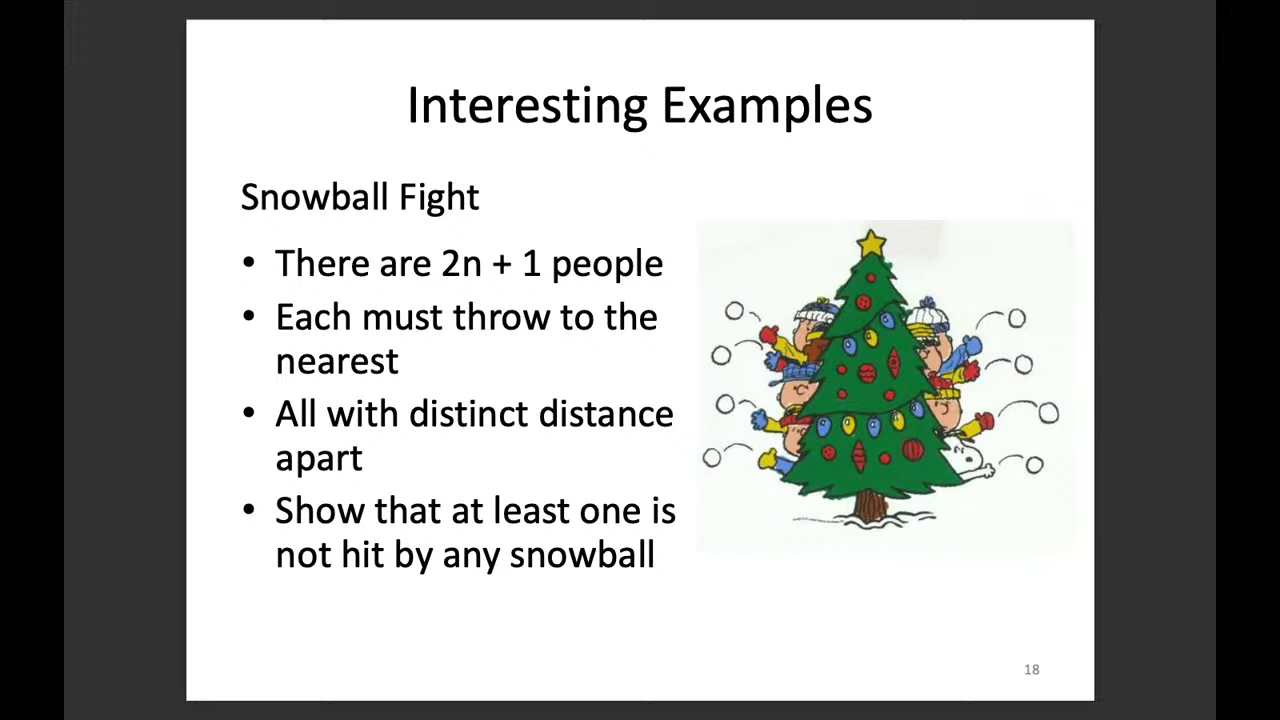 Interesting Examples
Snowball Fight
• There are 2n + 1 people
• Each must throw to the
nearest
• All with distinct distance
apart
• Show that at least one is
not hit by any snowball
18